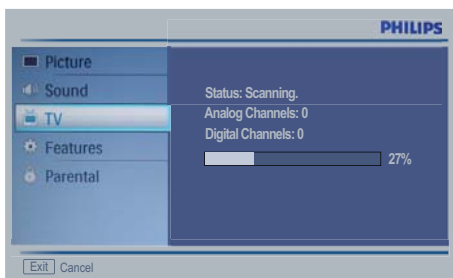 PHILIPS
Picture
Sound
TV
Features
Parental
Status: Scanning.
Analog Channels: 0
Digital Channels: 0
27%
Exit Cancel